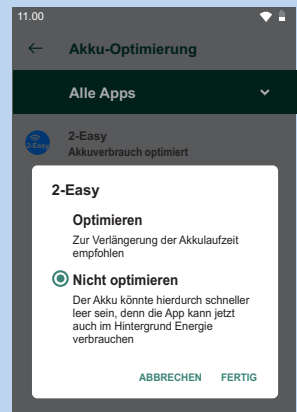 11.00
Akku-Optimierung
Alle Apps
2-Easy
2-Easy
Akkuverbrauch optimiert
2-Easy
Optimieren
Zur Verlängerung der Akkulaufzeit
empfohlen
Nicht optimieren
Der Akku könnte hierdurch schneller
leer sein, denn die App kann jetzt
auch im Hintergrund Energie
verbrauchen
ABBRECHEN FERTIG